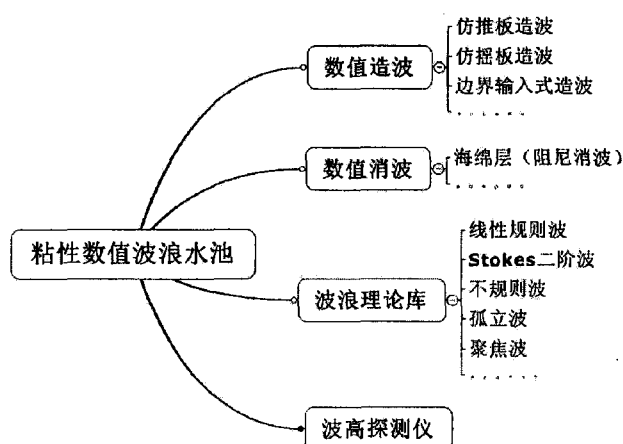 仿推板造波
数值造波
仿摇板造波
边界输入式造波
数值消波
海绵层（阻尼消波）
粘性数值波浪水池
线性规则波
Stokes二阶波
波浪理论库
不规则波
孤立波
聚焦波
波高探测仪